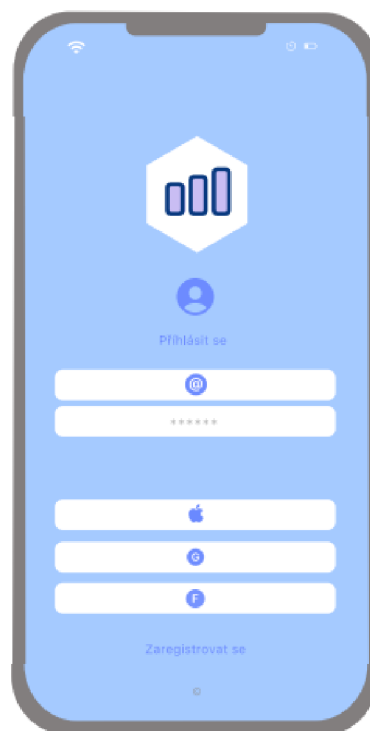 Přihlásit se
@
******
G
F
Zaregistrovat se
©